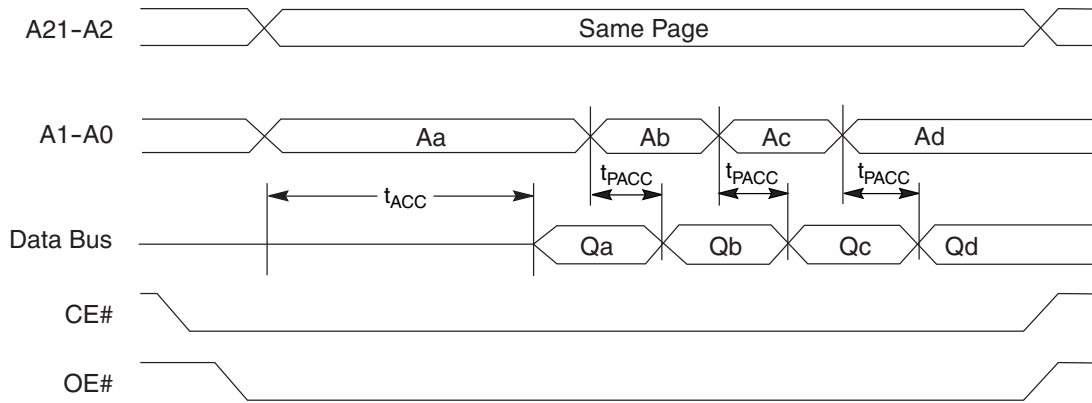 A21-A2
Same Page
A1-A0
Aa
Ab
Ac
Ad
tPACC
tPACC
tPACC
tACC
Data Bus
Qa
Qb
Qc
Qd
CE#
OE#